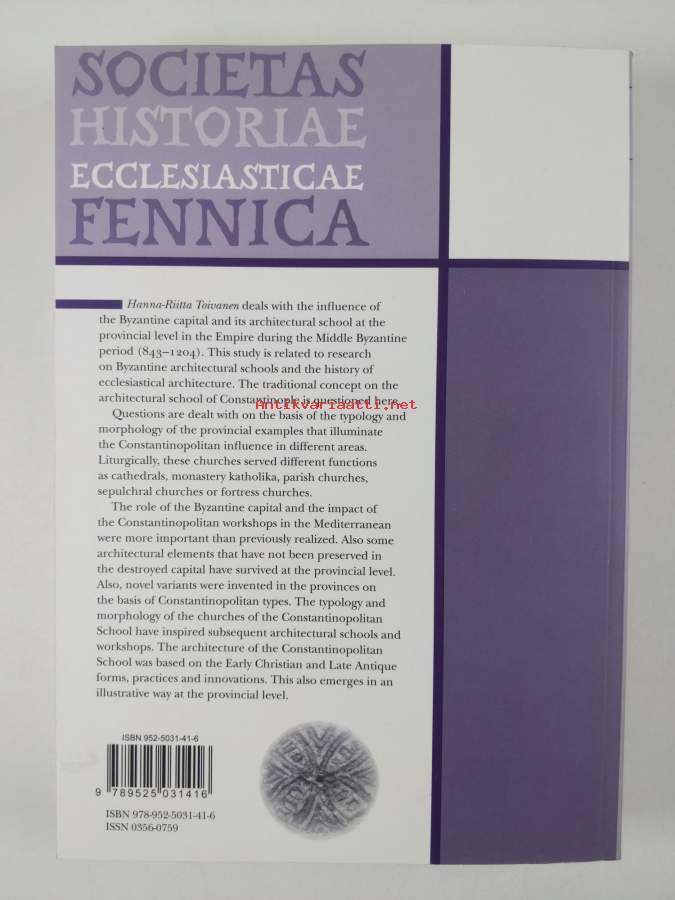 SOCIETAS
HISTORIAE
ECCLESIASTICAE
FENNICA
Hanna-Riitta Toivanen deals with the influence of
the Byzantine capital and its architectural school at the
provincial level in the Empire during the Middle Byzantine
period (843–1204). This study is related to research
on Byzantine architectural schools and the history of
ecclesiastical architecture. The traditional concept on the
architectural school of Constantinople is questioned here.
Antikvariaatti.net
Questions are dealt with on the basis of the typology and
morphology of the provincial examples that illuminate
the Constantinopolitan influence in different areas.
Liturgically, these churches served different functions
as cathedrals, monastery katholika, parish churches,
sepulchral churches or fortress churches.
The role of the Byzantine capital and the impact of
the Constantinopolitan workshops in the Mediterranean
were more important than previously realized. Also some
architectural elements that have not been preserved in
the destroyed capital have survived at the provincial level.
Also, novel variants were invented in the provinces on
the basis of Constantinopolitan types. The typology and
morphology of the churches of the Constantinopolitan
School have inspired subsequent architectural schools and
workshops. The architecture of the Constantinopolitan
School was based on the Early Christian and Late Antique
forms, practices and innovations. This also emerges in an
illustrative way at the provincial level.
ISBN 952-5031-41-6
9 789525 031416
ISBN 978-952-5031-41-6
ISSN 0356-0759